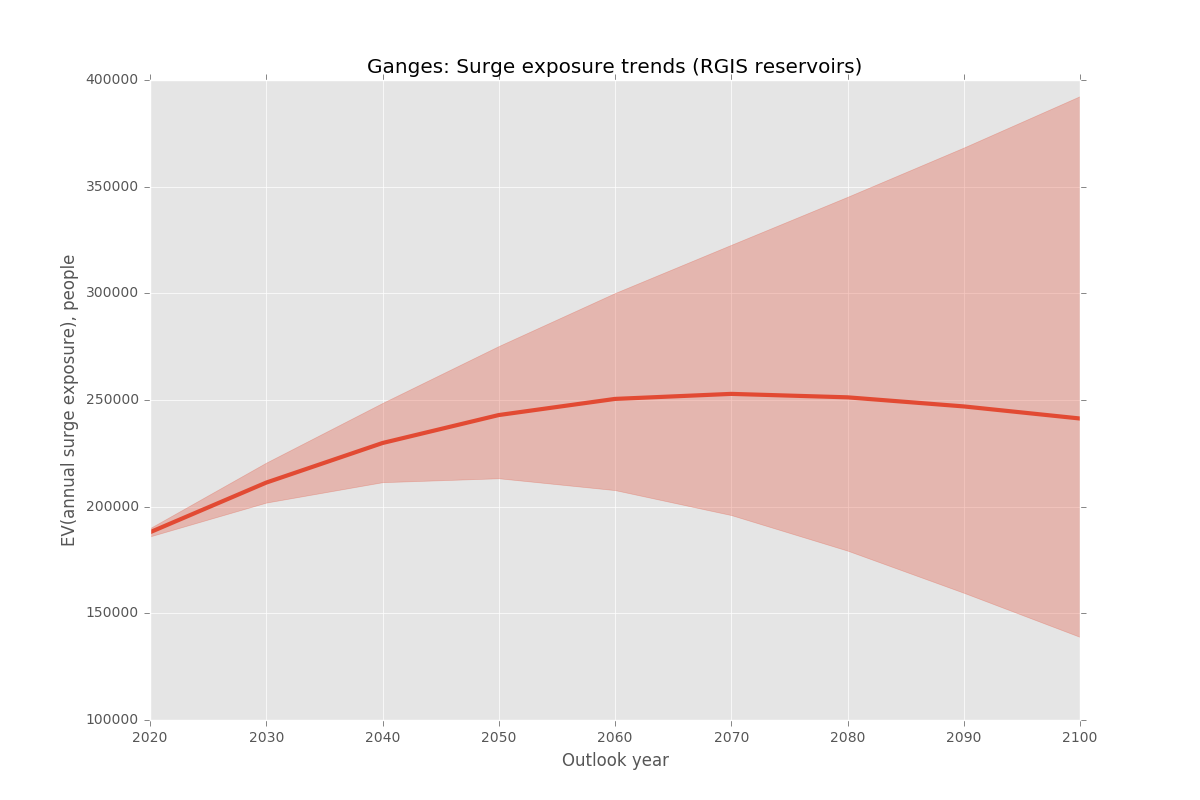 Ganges: Surge exposure trends (RGIS reservoirs)
400000
350000
300000
250000
200000
150000
100000
EV(annual surge exposure), people
2020 2030 2040 2050 2060 2070 2080 2090 2100
Outlook year